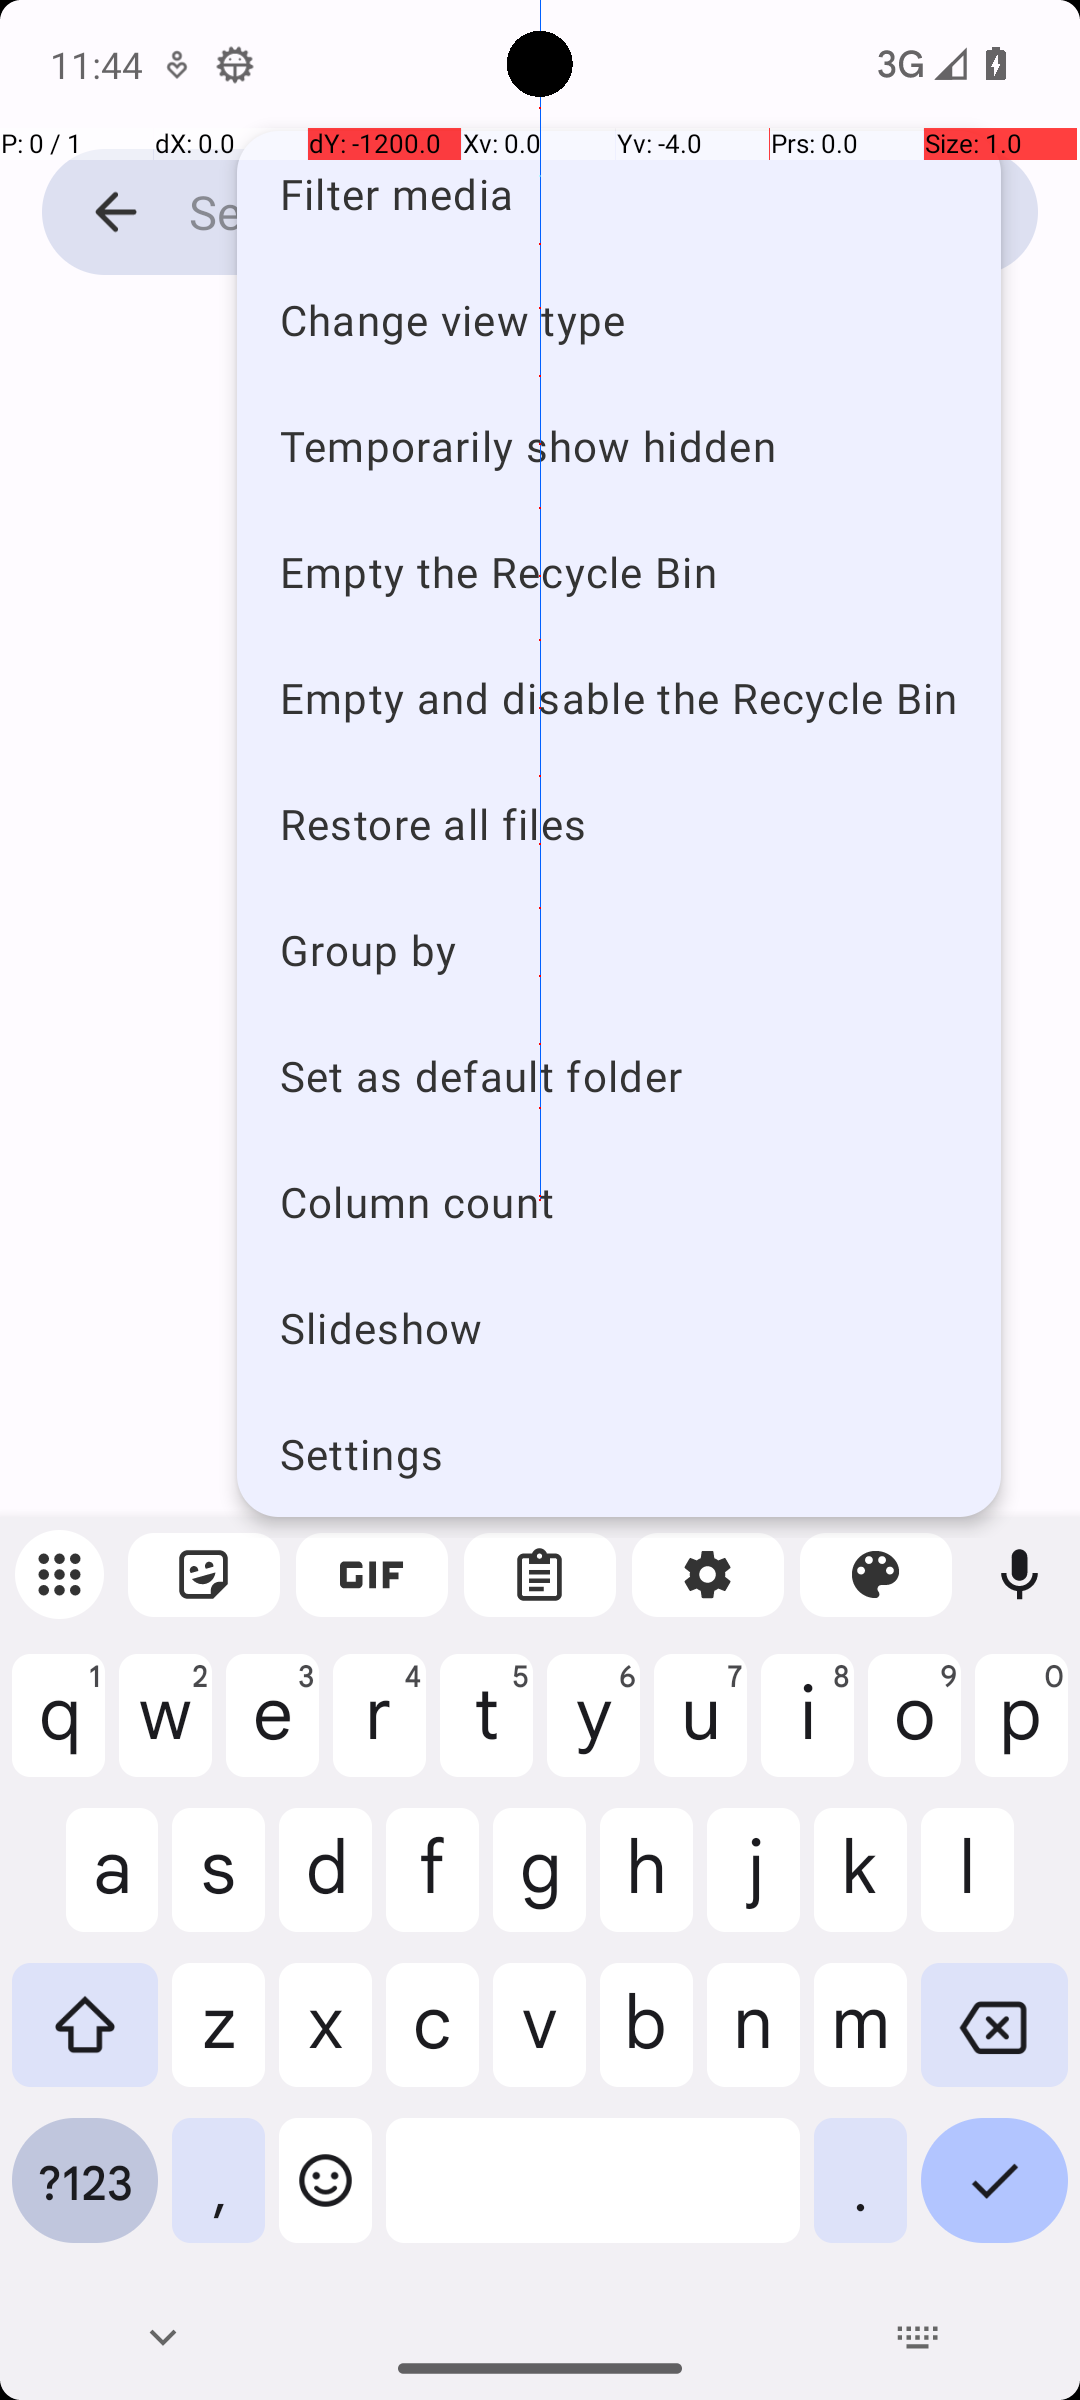 11:44
3G
P: 0 / 1 dX: 0.0 dY: -1200.0 Xv: 0.0 Yv: -4.0 Prs: 0.0 Size: 1.0
Se
Filter media
Change view type
Temporarily show hidden
Empty the Recycle Bin
Empty and disable the Recycle Bin
Restore all files
Group by
Set as default folder
Column count
Slideshow
Settings
GIF
q 1 w 2 e 3 r 4 t 5 y 6 u 7 i 8 o 9 p 0
a s d f g h j k l
z x c v b n m
?123 , .